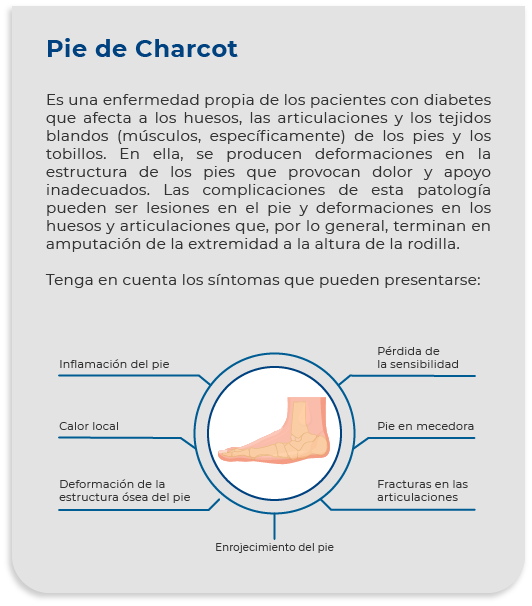 Pie de Charcot
Es una enfermedad propia de los pacientes con diabetes
que afecta a los huesos, las articulaciones y los tejidos
blandos (músculos, específicamente) de los pies y los
tobillos. En ella, se producen deformaciones en la
estructura de los pies que provocan dolor y apoyo
inadecuados. Las complicaciones de esta patología
pueden ser lesiones en el pie y deformaciones en los
huesos y articulaciones que, por lo general, terminan en
amputación de la extremidad a la altura de la rodilla.
Tenga en cuenta los síntomas que pueden presentarse:
Inflamación del pie
Calor local
Deformación de la
estructura ósea del pie
Pérdida de
la sensibilidad
Pie en mecedora
Fracturas en las
articulaciones
Enrojecimiento del pie